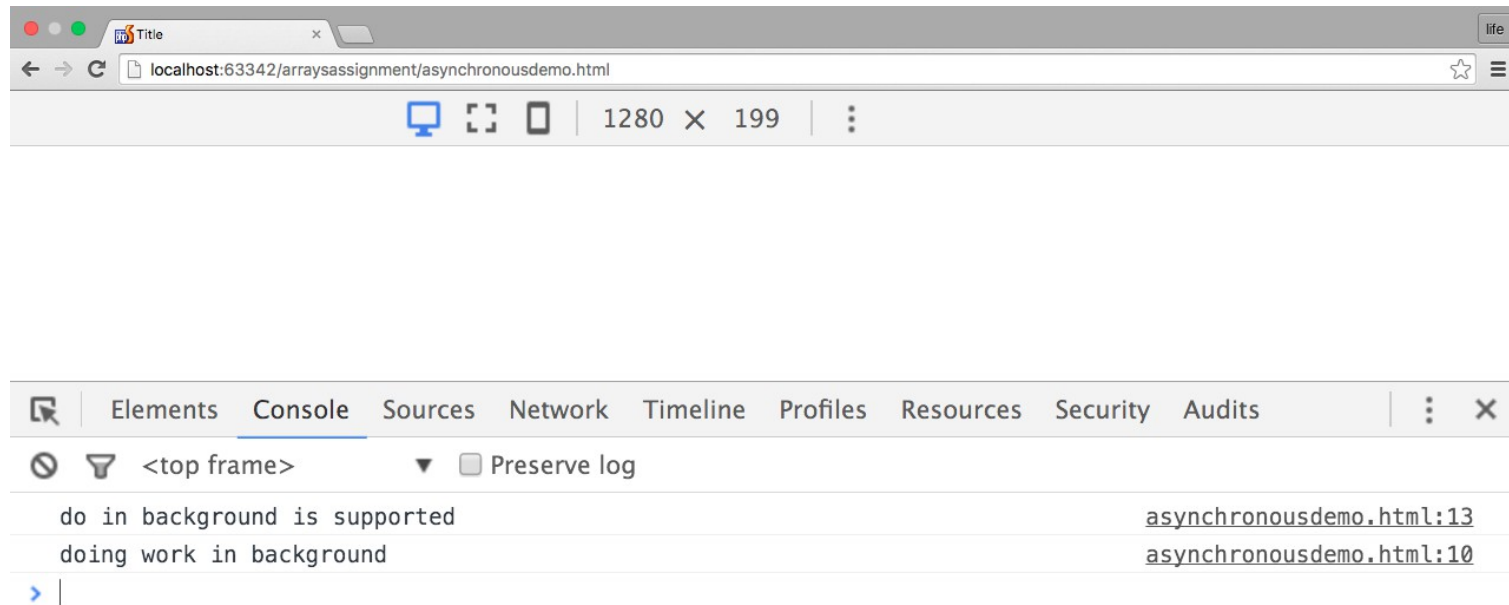 Title
life
localhost:63342/arraysassignment/asynchronousdemo.html
1280 × 199
Elements Console Sources Network Timeline Profiles Resources Security Audits
<top frame> Preserve log
do in background is supported asynchronousdemo.html:13
doing work in background asynchronousdemo.html:10